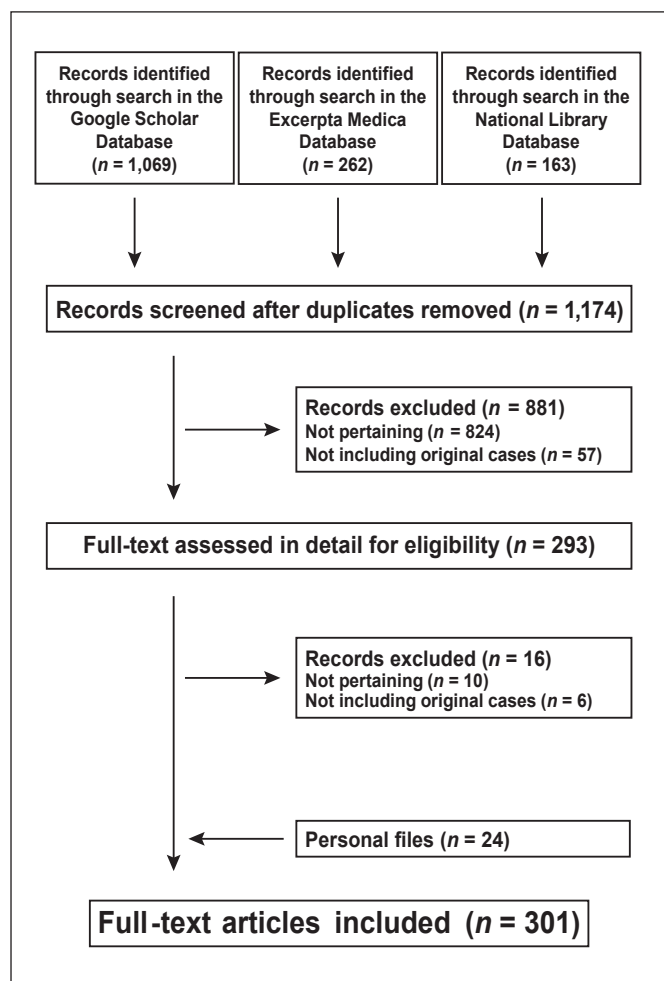 Records identified
through search in the
Google Scholar
Database
(n = 1,069)
Records identified
through search in the
Excerpta Medica
Database
(n = 262)
Records identified
through search in the
National Library
Database
(n = 163)
Records screened after duplicates removed (n = 1,174)
Records excluded (n = 881)
Not pertaining (n = 824)
Not including original cases (n = 57)
Full-text assessed in detail for eligibility (n = 293)
Records excluded (n = 16)
Not pertaining (n = 10)
Not including original cases (n = 6)
Personal files (n = 24)
Full-text articles included (n = 301)